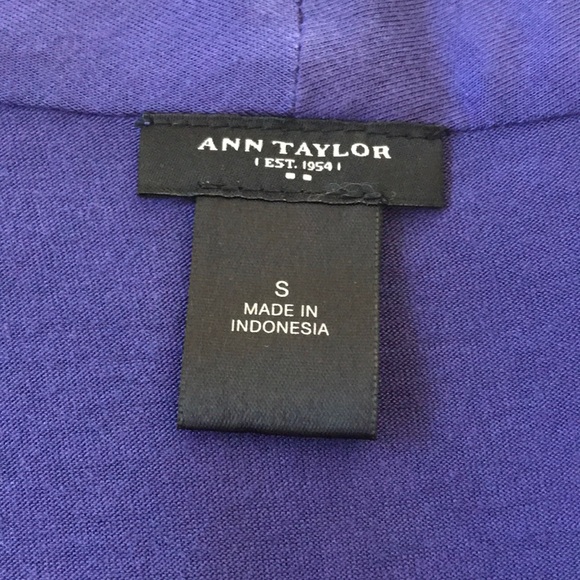 ANN TAYLOR
EST. 1954
S
MADE IN
INDONESIA